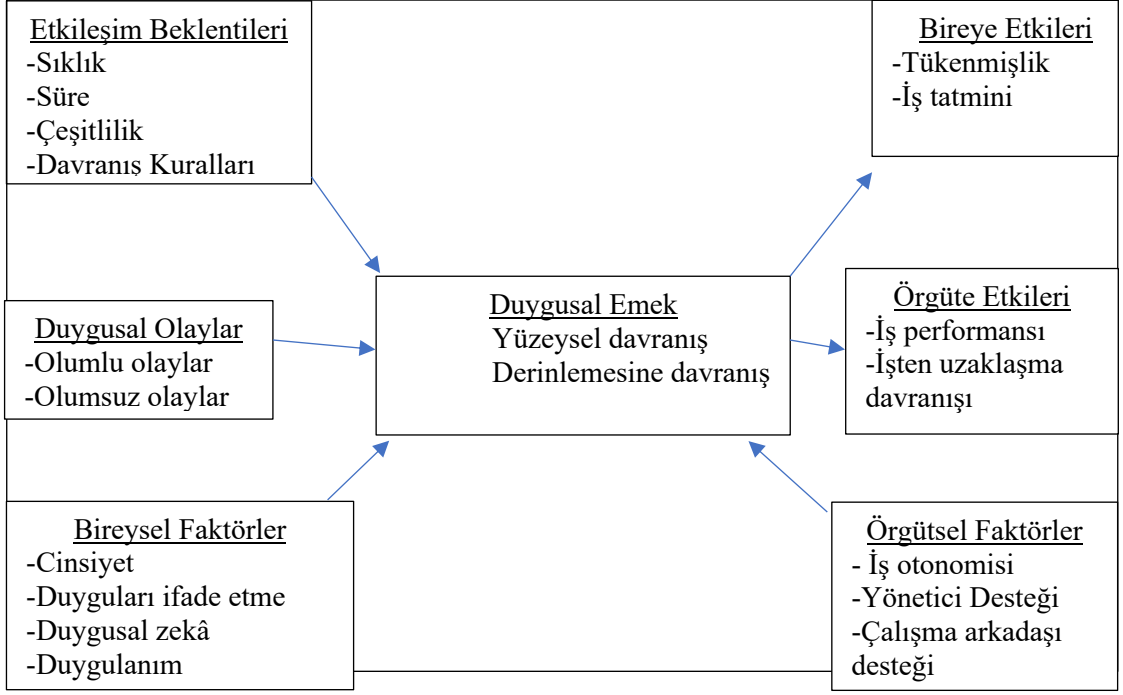 Etkileşim Beklentileri
-Sıklık
-Süre
-Çeşitlilik
-Davranış Kuralları
Bireye Etkileri
-Tükenmişlik
-İş tatmini
Duygusal Olaylar
-Olumlu olaylar
-Olumsuz olaylar
Duygusal Emek
Yüzeysel davranış
Derinlemesine davranış
Örgüte Etkileri
-İş performansı
-İşten uzaklaşma
davranışı
Bireysel Faktörler
-Cinsiyet
-Duyguları ifade etme
-Duygusal zekâ
-Duygulanım
Örgütsel Faktörler
- İş otonomisi
-Yönetici Desteği
-Çalışma arkadaşı
desteği